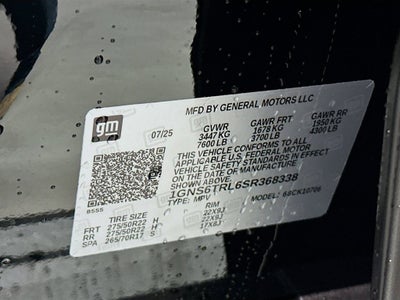 MFD BY GENERAL MOTORS LLC
gm
07/25
GVWR GAWR FRT GAWR RR
3447 KG 1678 KG 1950 KG
7600 LB 3700 LB 4300 LB
THIS VEHICLE CONFORMS TO ALL
APPLICABLE U.S. FEDERAL MOTOR
VEHICLE SAFETY STANDARDS IN
EFFECT ON THE DATE OF
MANUFACTURE SHOWN ABOVE.
1GNS6TRL6SR368338
TYPE: MPV MODEL: 6SCK10706
TIRE SIZE RIM
FRT 275/50R22 H 22X9J
RR 275/50R22 H 22X9J
SPA 265/70R17 S 17X8J